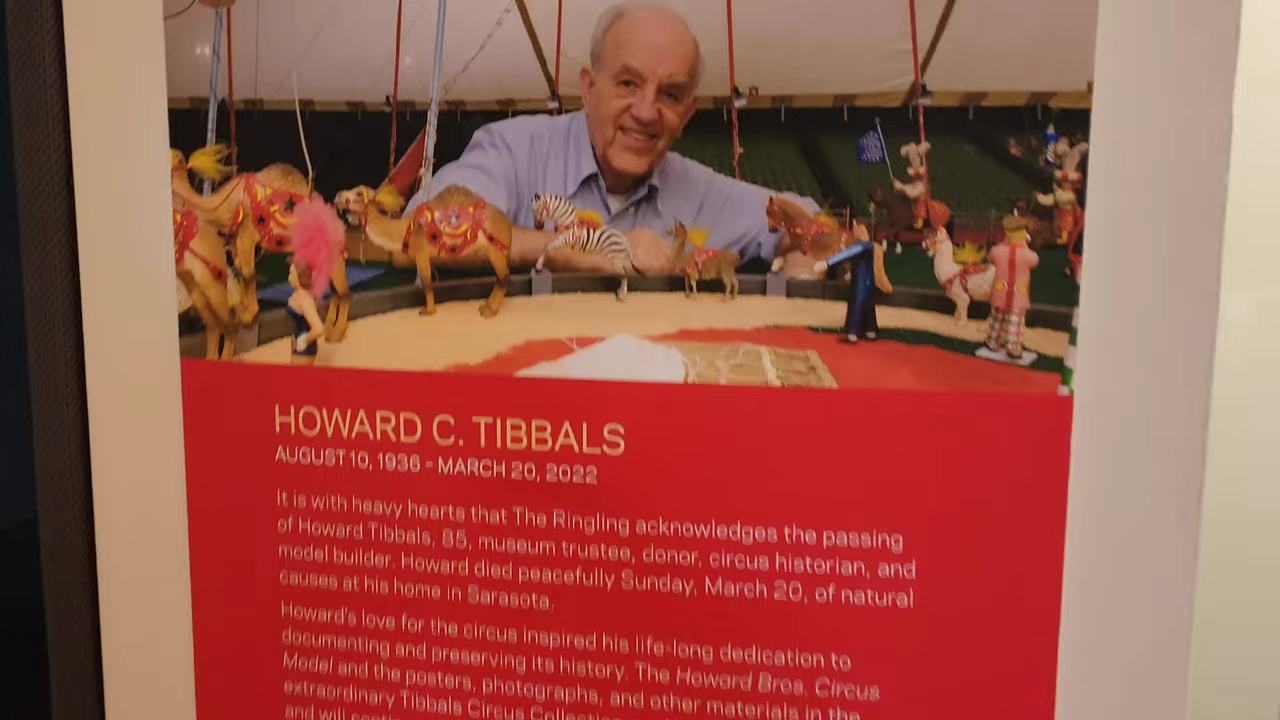 HOWARD C. TIBBALS
AUGUST 10, 1936 - MARCH 20, 2022
It is with heavy hearts that The Ringling acknowledges the passing
of Howard Tibbals, 85, museum trustee, donor, circus historian, and
model builder. Howard died peacefully Sunday, March 20, of natural
causes at his home in Sarasota.
Howard's love for the circus inspired his life-long dedication to
documenting and preserving its history. The Howard Bros. Circus
Model and the posters, photographs, and other materials in the
extraordinary Tibbals Circus Collection
and will